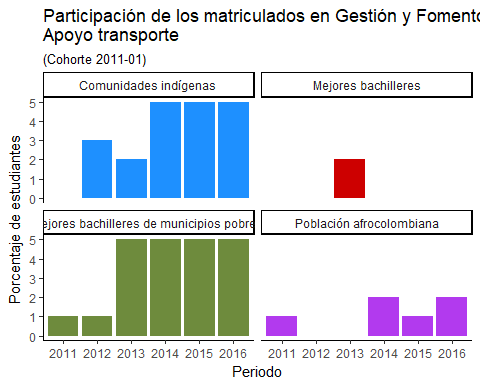 Participación de los matriculados en Gestión y Fomento
Apoyo transporte
(Cohorte 2011-01)
Comunidades indígenas
Mejores bachilleres
5
4
3
2
1
0
ejores bachilleres de municipios pobre
Población afrocolombiana
5
4
3
2
1
0
2011 2012 2013 2014 2015 2016
2011 2012 2013 2014 2015 2016
Porcentaje de estudiantes
Periodo